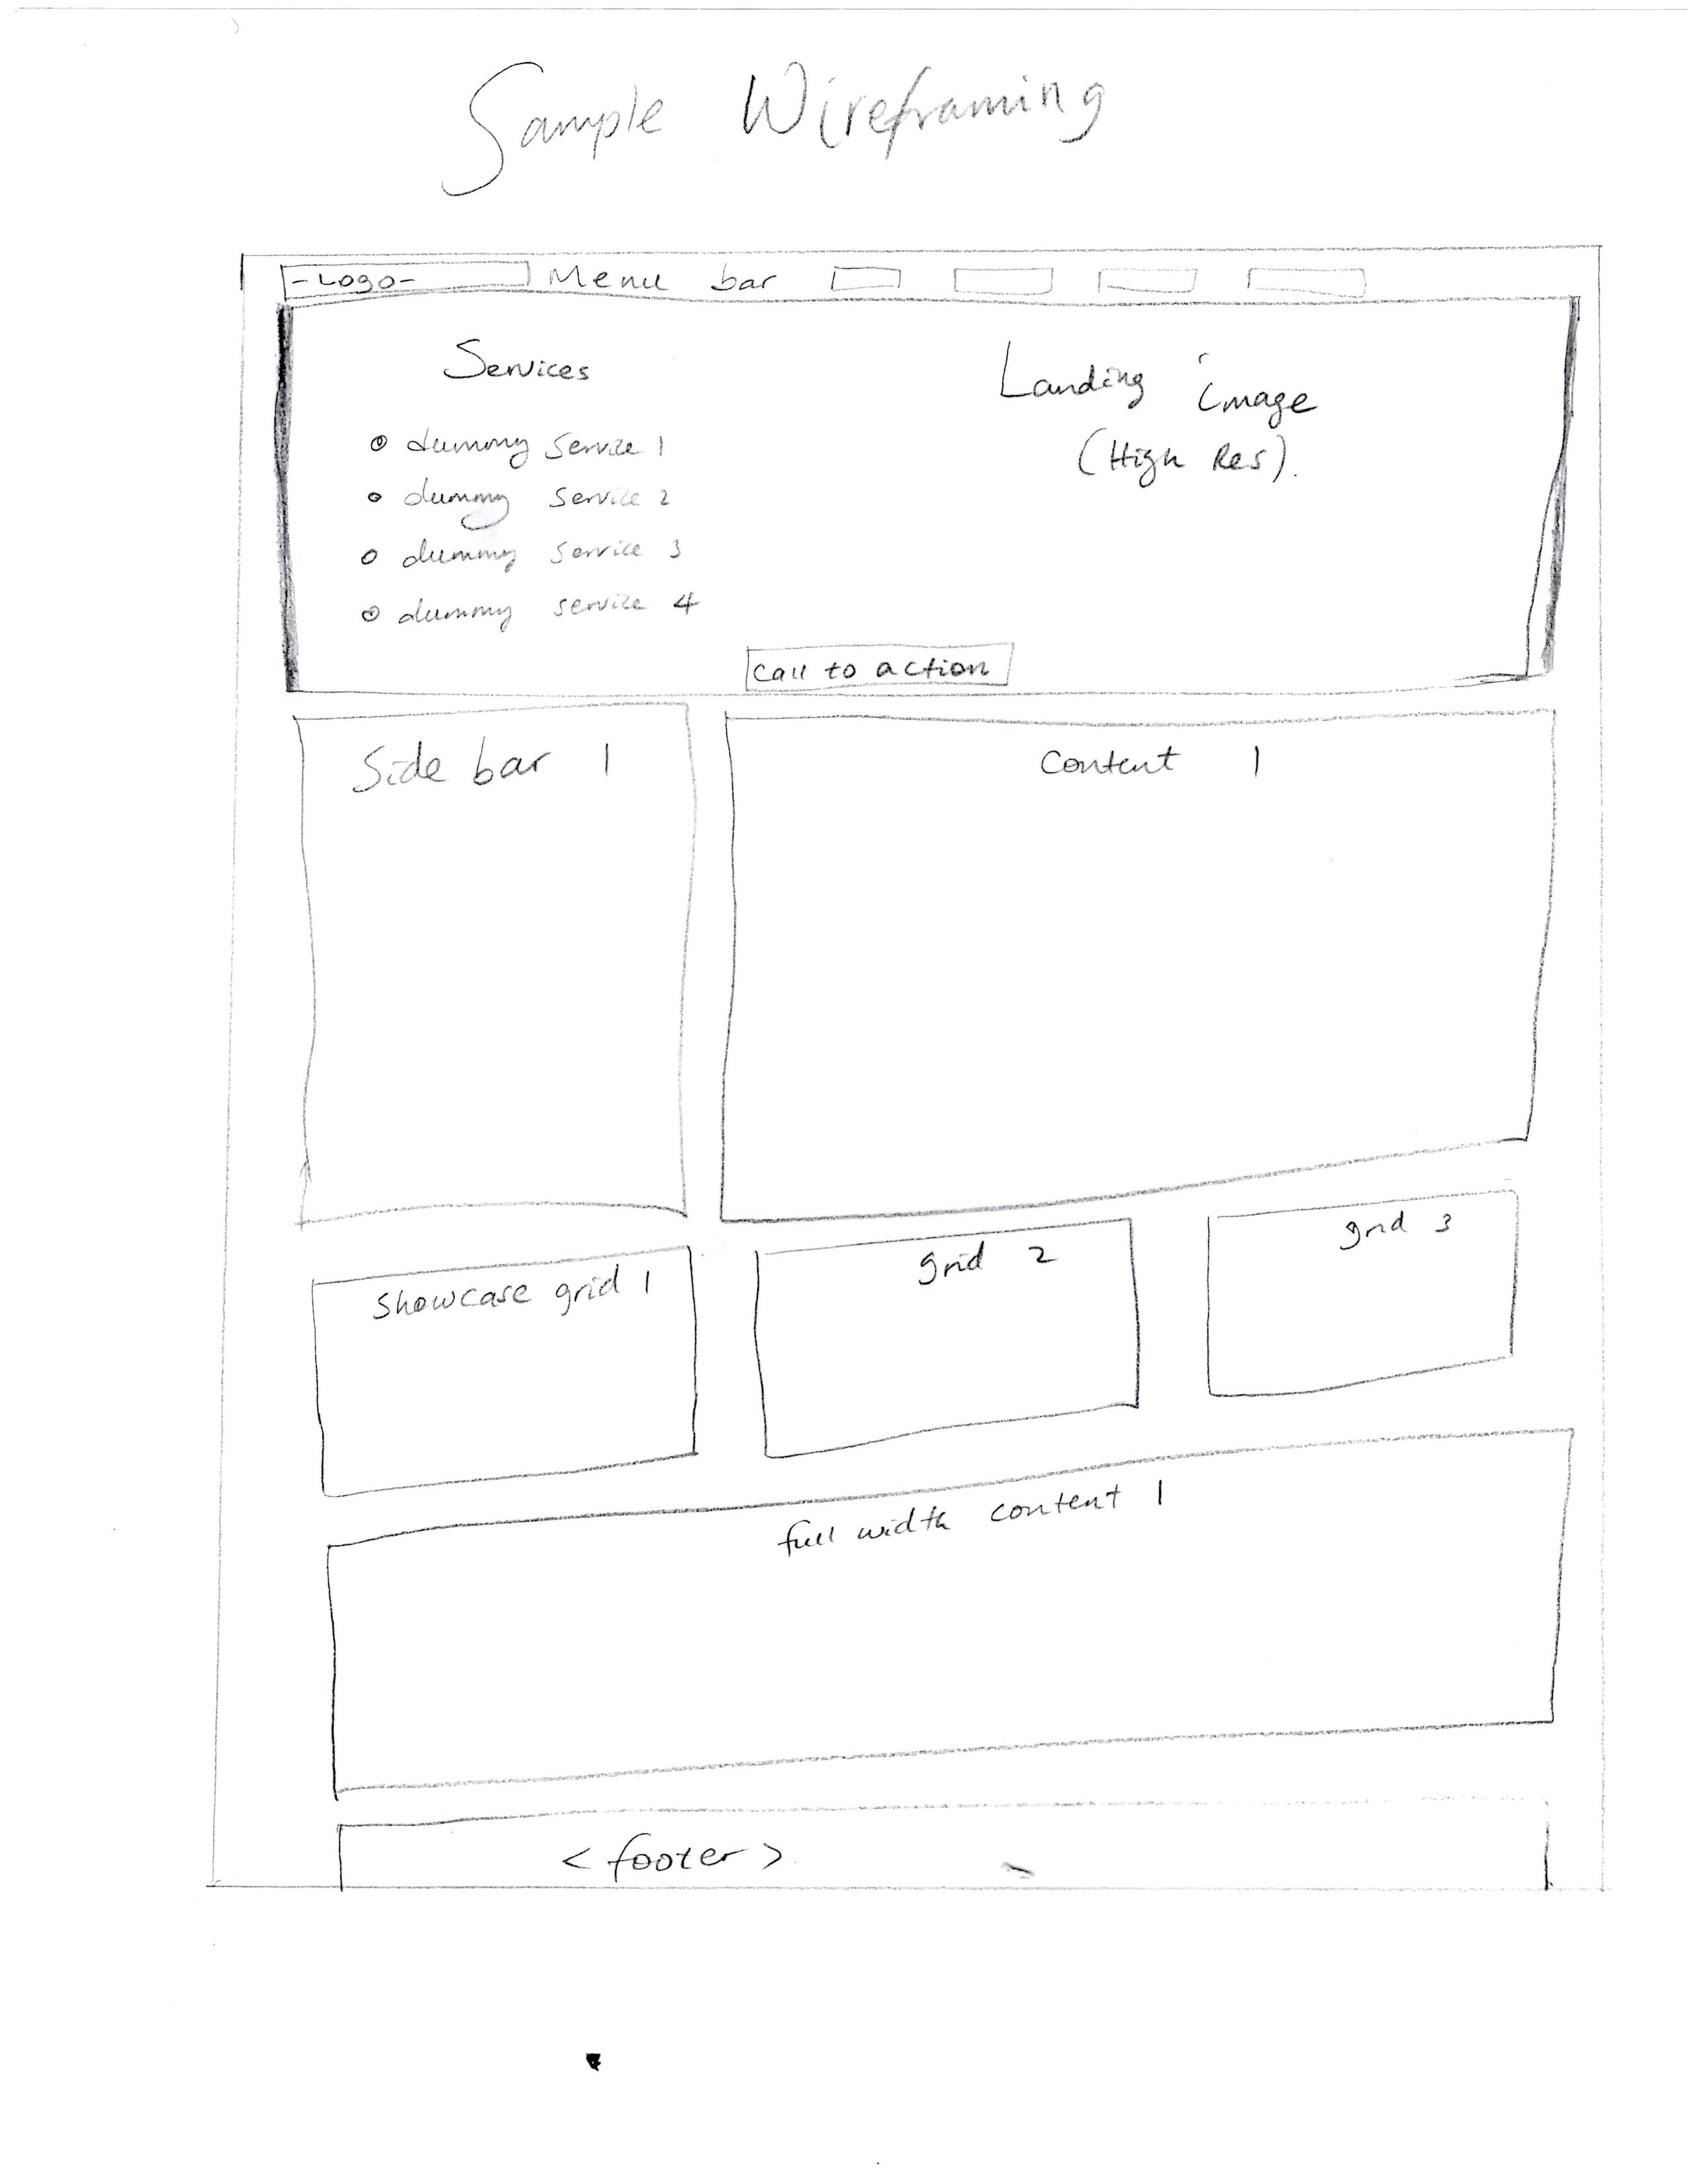 Sample Wireframing
-Logo- Menu bar
Services
Landing image
(High Res).
dummy service 1
dummy service 2
dummy service 3
dummy service 4
call to action
Side bar 1
Content 1
Showcase grid 1
grid 2
grid 3
full width content 1
<footer>